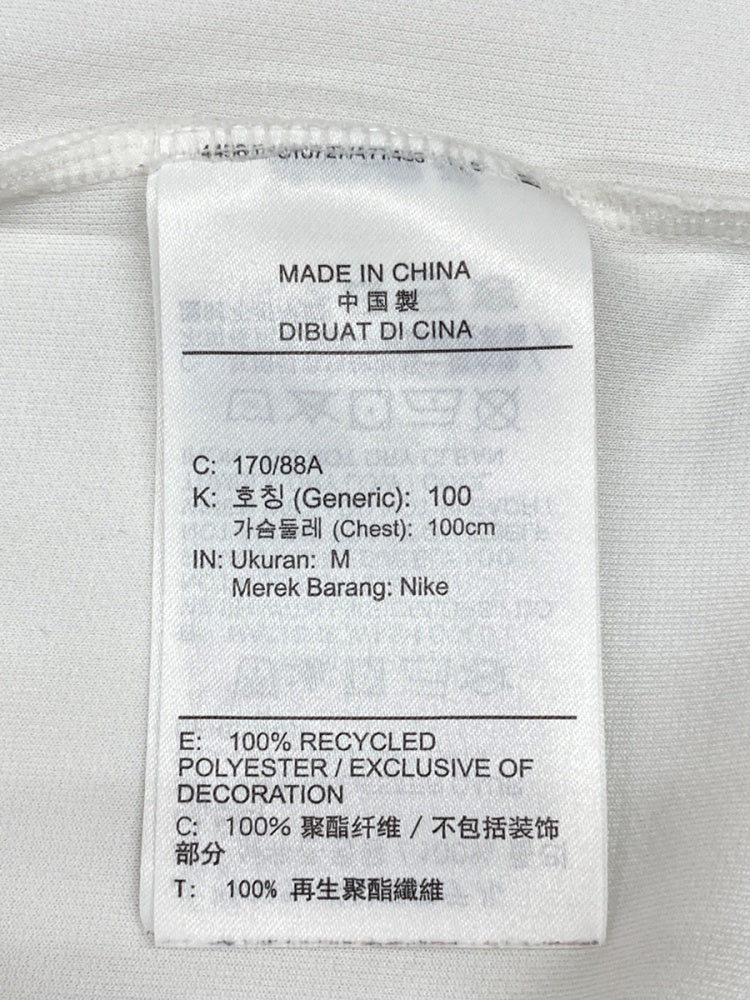 MADE IN CHINA
中国製
DIBUAT DI CINA
C: 170/88A
K: 호칭 (Generic): 100
가슴둘레 (Chest): 100cm
IN: Ukuran: M
Merek Barang: Nike
E: 100% RECYCLED
POLYESTER / EXCLUSIVE OF
DECORATION
C: 100% 聚酯纤维 / 不包括装饰
部分
T: 100% 再生聚酯纖維